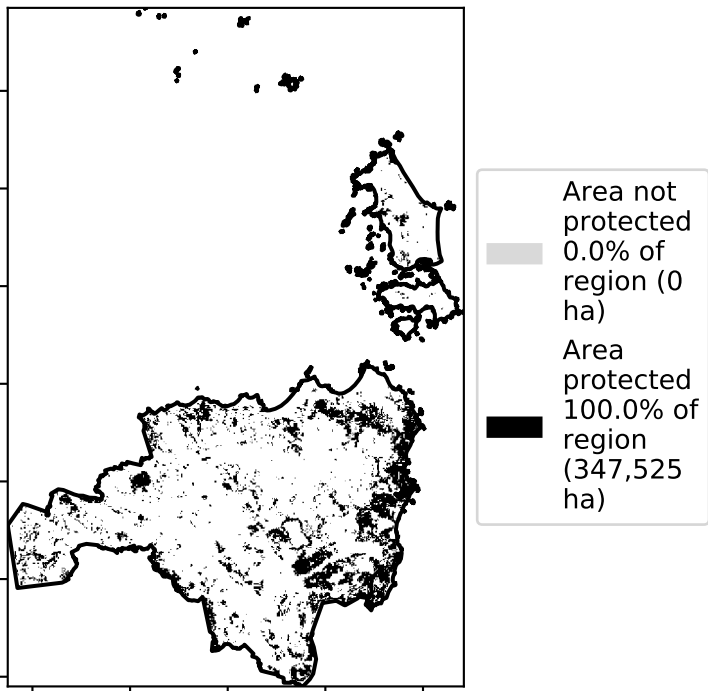 Area not
protected
0.0% of
region (0
ha)
Area
protected
100.0% of
region
(347,525
ha)